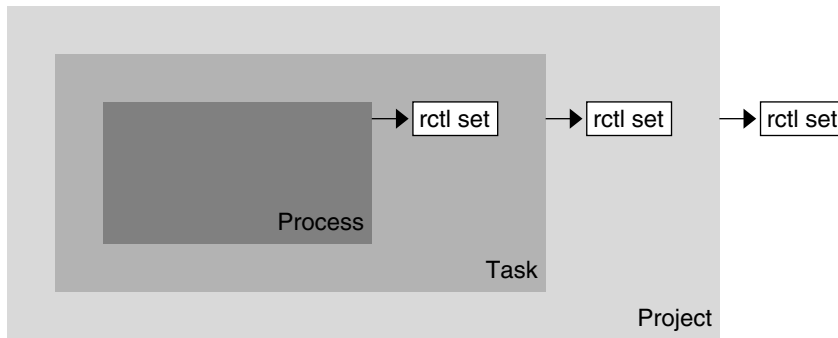 rctl set
rctl set
rctl set
Process
Task
Project